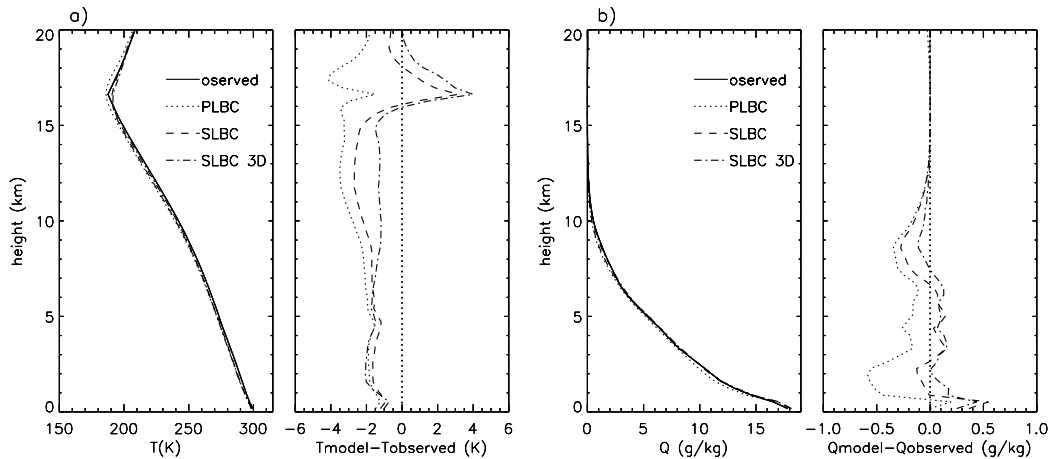 a)
20
15
10
5
0
height (km)
150 200 250 300
T(K)
oserved
PLBC
SLBC
SLBC 3D
−6 −4 −2 0 2 4 6
Tmodel−Tobserved (K)
b)
20
15
10
5
0
height (km)
0 5 10 15
Q (g/kg)
oserved
PLBC
SLBC
SLBC 3D
−1.0 −0.5 0.0 0.5 1.0
Qmodel−Qobserved (g/kg)